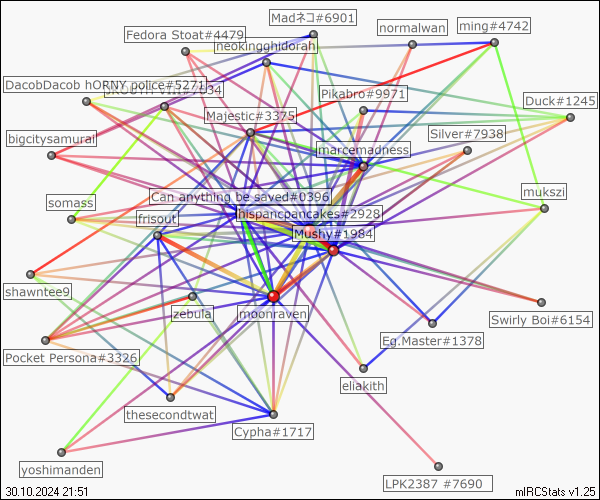 Madネコ#6901
normalwan
ming#4742
Fedora Stoat#4479
neokingghidorah
DacobDacob hORNY police#5271
Pikabro#9971
Duck#1245
Majestic#3375
Silver#7938
bigcitysamurai
marcemadness
mukszi
Can anything be saved#0396
somass
frisout
hispancpancakes#2928
Mushy#1984
shawntee9
zebula
moonraven
Swirly Boi#6154
Eg.Master#1378
Pocket Persona#3326
eliakith
thesecondtwat
Cypha#1717
yoshimanden
LPK2387 #7690
30.10.2024 21:51
mIRCStats v1.25